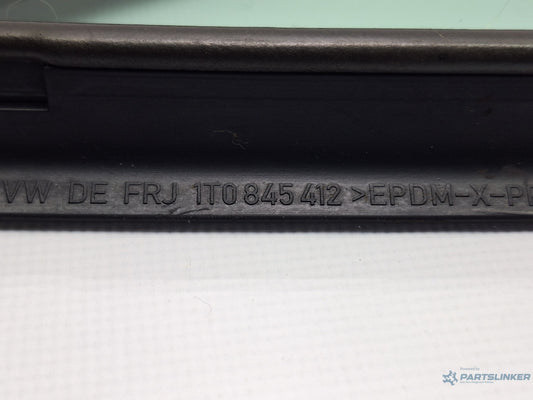 VW DE FRJ 1T0 845 412 >EPDM-X-P
PARTSLINKER